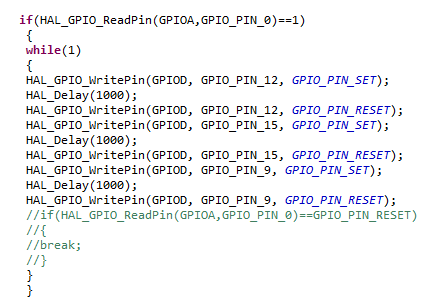 if(HAL_GPIO_ReadPin(GPIOA,GPIO_PIN_0)==1)
{
while(1)
{
HAL_GPIO_WritePin(GPIOD, GPIO_PIN_12, GPIO_PIN_SET);
HAL_Delay(1000);
HAL_GPIO_WritePin(GPIOD, GPIO_PIN_12, GPIO_PIN_RESET);
HAL_GPIO_WritePin(GPIOD, GPIO_PIN_15, GPIO_PIN_SET);
HAL_Delay(1000);
HAL_GPIO_WritePin(GPIOD, GPIO_PIN_15, GPIO_PIN_RESET);
HAL_GPIO_WritePin(GPIOD, GPIO_PIN_9, GPIO_PIN_SET);
HAL_Delay(1000);
HAL_GPIO_WritePin(GPIOD, GPIO_PIN_9, GPIO_PIN_RESET);
//if(HAL_GPIO_ReadPin(GPIOA,GPIO_PIN_0)==GPIO_PIN_RESET)
//{
//break;
//}
}
}